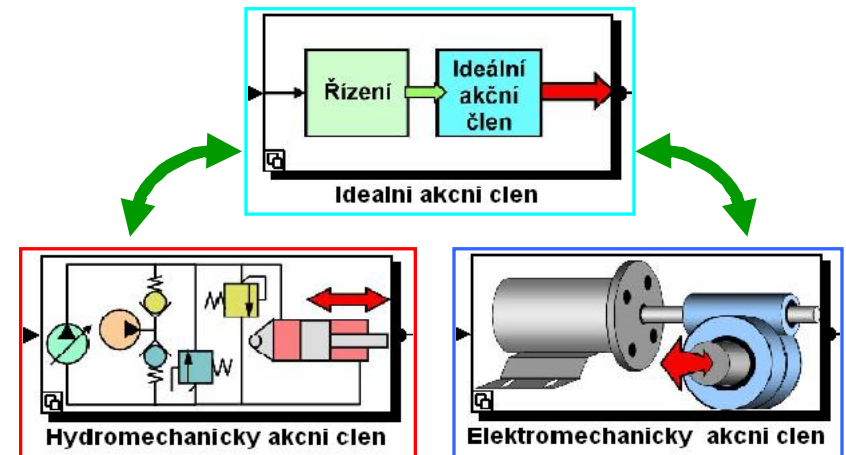 Řízení
Ideální
akční
člen
Idealni akcni clen
Hydromechanicky akcni clen
Elektromechanicky akcni clen